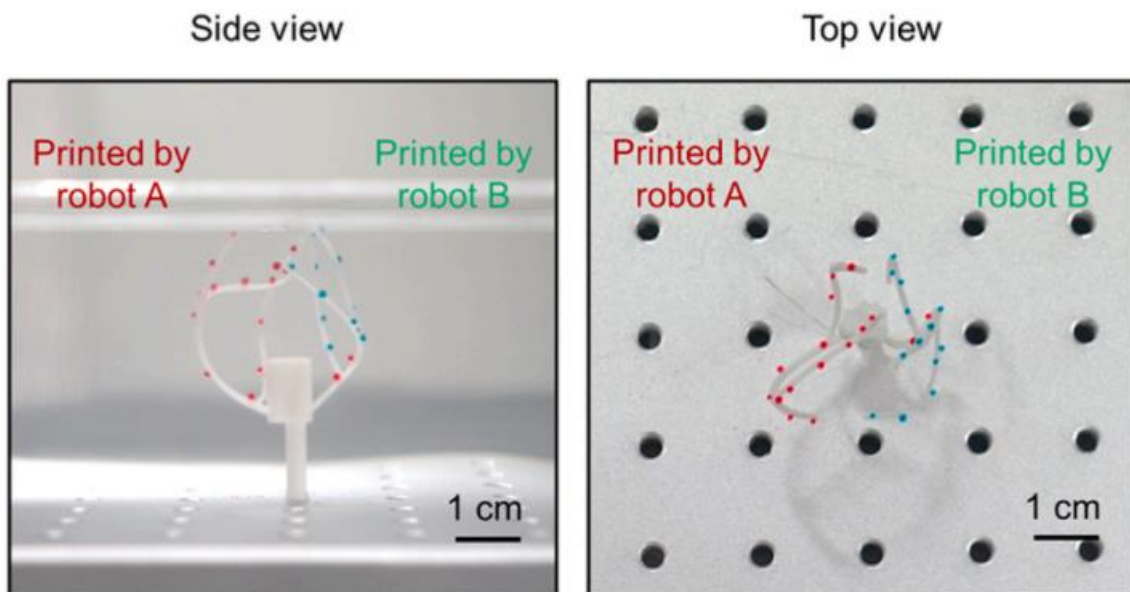 Side view
Top view
Printed by
robot A
Printed by
robot B
1 cm
Printed by
robot A
Printed by
robot B
1 cm